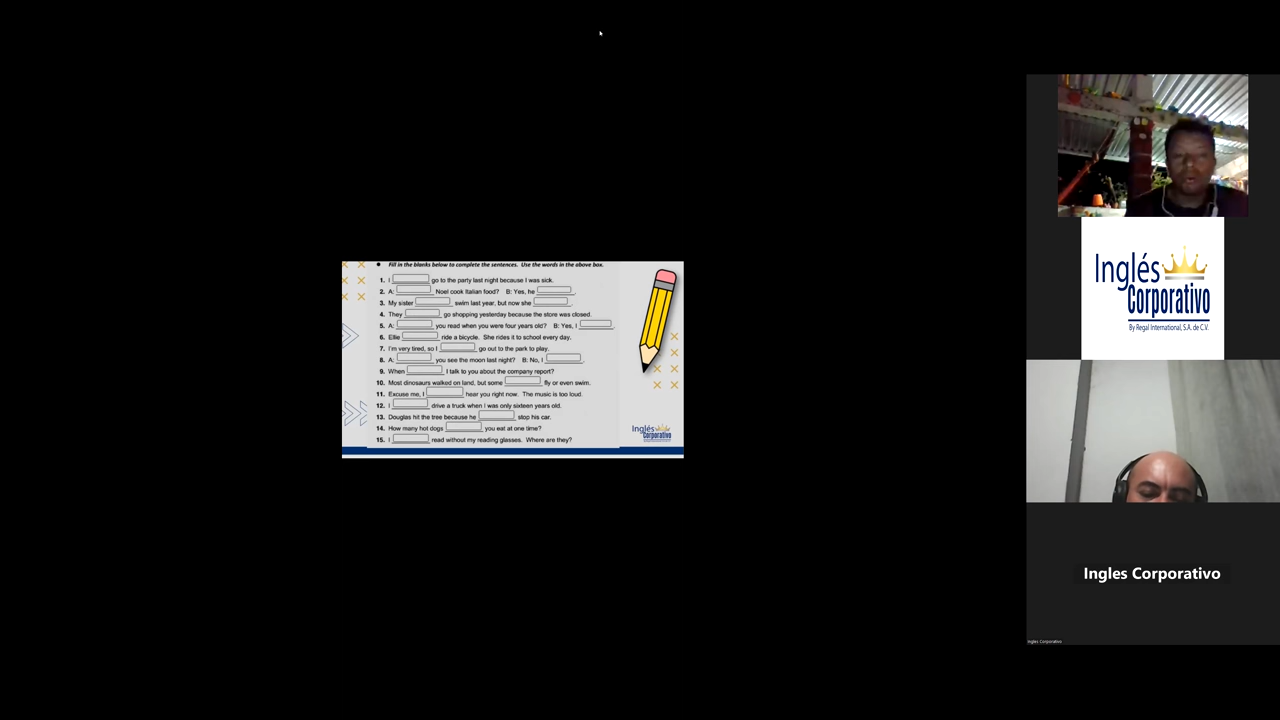 Fill in the blanks below to complete the sentences. Use the words in the above box.
1. I go to the party last night because I was sick.
2. A: Noel cook Italian food? B: Yes, he .
3. My sister swim last year, but now she .
4. They go shopping yesterday because the store was closed.
5. A: you read when you were four years old? B: Yes, I .
6. Ellie ride a bicycle. She rides it to school every day.
7. I'm very tired, so I go out to the park to play.
8. A: you see the moon last night? B: No, I .
9. When I talk to you about the company report?
10. Most dinosaurs walked on land, but some fly or even swim.
11. Excuse me, I hear you right now. The music is too loud.
12. I drive a truck when I was only sixteen years old.
13. Douglas hit the tree because he stop his car.
14. How many hot dogs you eat at one time?
15. I read without my reading glasses. Where are they?
Inglés
Corporativo
Inglés
Corporativo
By Regal International, S.A. de C.V.
Ingles Corporativo
Ingles Corporativo